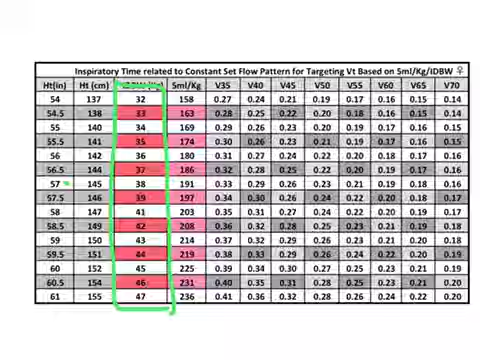 Inspiratory Time related to Constant Set Flow Pattern for Targeting Vt Based on 5ml/Kg/IDBW ♀
Ht(in) Ht (cm) IDBW (Kg) 5ml/Kg V35 V40 V45 V50 V55 V60 V65 V70
54 137 32 158 0.27 0.24 0.21 0.19 0.17 0.16 0.15 0.14
54.5 138 33 163 0.28 0.25 0.22 0.20 0.18 0.16 0.15 0.14
55 140 34 169 0.29 0.26 0.23 0.20 0.19 0.17 0.16 0.15
55.5 141 35 174 0.30 0.26 0.23 0.21 0.19 0.17 0.16 0.15
56 142 36 180 0.31 0.27 0.24 0.22 0.20 0.18 0.17 0.16
56.5 144 37 186 0.32 0.28 0.25 0.22 0.20 0.19 0.17 0.16
57 145 38 191 0.33 0.29 0.26 0.23 0.21 0.19 0.18 0.16
57.5 146 39 197 0.34 0.30 0.26 0.24 0.22 0.20 0.18 0.17
58 147 41 203 0.35 0.31 0.27 0.24 0.22 0.20 0.19 0.17
58.5 149 42 208 0.36 0.32 0.28 0.25 0.23 0.21 0.19 0.18
59 150 43 214 0.37 0.32 0.29 0.26 0.23 0.21 0.20 0.18
59.5 151 44 219 0.38 0.33 0.29 0.26 0.24 0.22 0.20 0.19
60 152 45 225 0.39 0.34 0.30 0.27 0.25 0.23 0.21 0.19
60.5 154 46 231 0.40 0.35 0.31 0.28 0.25 0.23 0.21 0.20
61 155 47 236 0.41 0.36 0.32 0.28 0.26 0.24 0.22 0.20